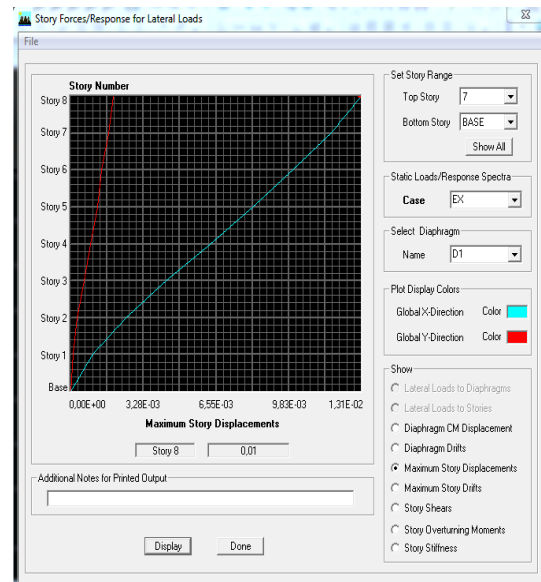 Story Forces/Response for Lateral Loads
File
Story Number
Story 8
Story 7
Story 6
Story 5
Story 4
Story 3
Story 2
Story 1
Base
0,00E+00 3,28E-03 6,55E-03 9,83E-03 1,31E-02
Maximum Story Displacements
Story 8 0,01
Additional Notes for Printed Output
Display Done
Set Story Range
Top Story 7
Bottom Story BASE
Show All
Static Loads/Response Spectra
Case EX
Select Diaphragm
Name D1
Plot Display Colors
Global X-Direction Color
Global Y-Direction Color
Show
Lateral Loads to Diaphragms
Lateral Loads to Stories
Diaphragm CM Displacement
Diaphragm Drifts
Maximum Story Displacements
Maximum Story Drifts
Story Shears
Story Overturning Moments
Story Stiffness